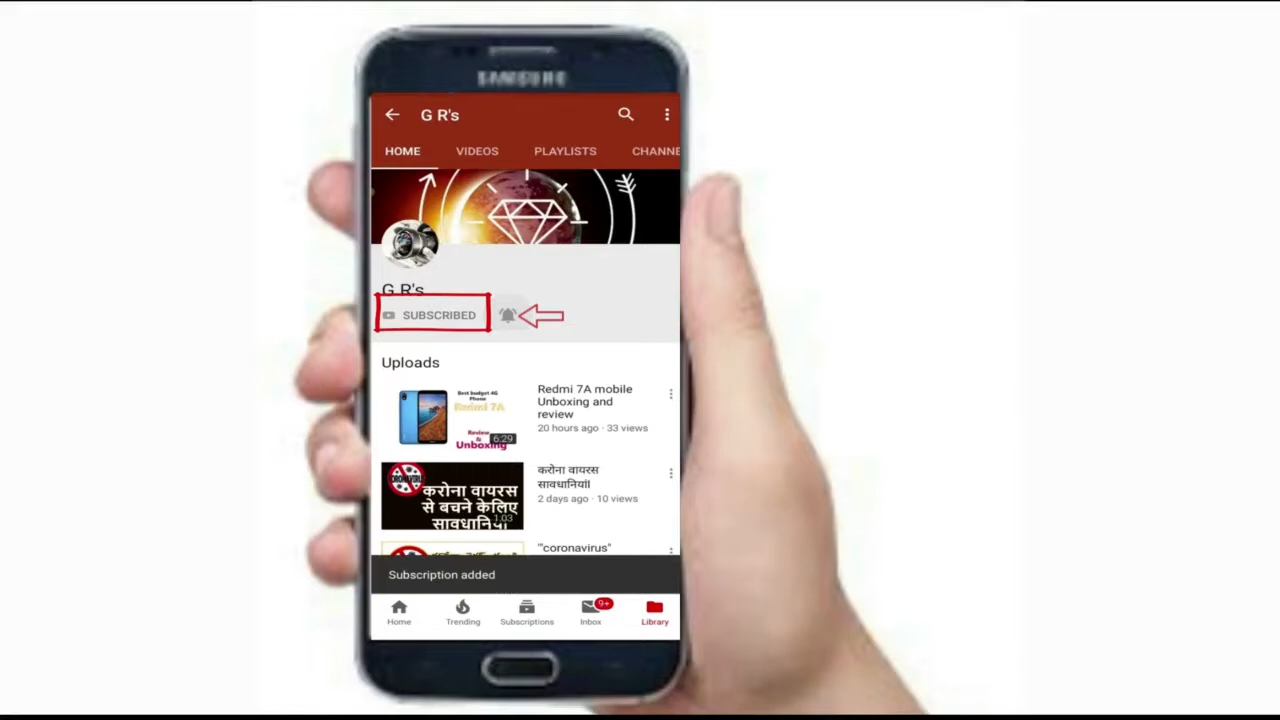 SAMSUNG
G R's
HOME VIDEOS PLAYLISTS CHANNE
G R's
SUBSCRIBED
Uploads
Best budget 4G
Phone
Redmi 7A
Review
&
Unboxing
6:29
Redmi 7A mobile
Unboxing and
review
20 hours ago · 33 views
करोना वायरस
से बचने केलिए
सावधानियां
1:03
करोना वायरस
सावधानियां।
2 days ago · 10 views
"coronavirus"
Subscription added
9+
Home Trending Subscriptions Inbox Library